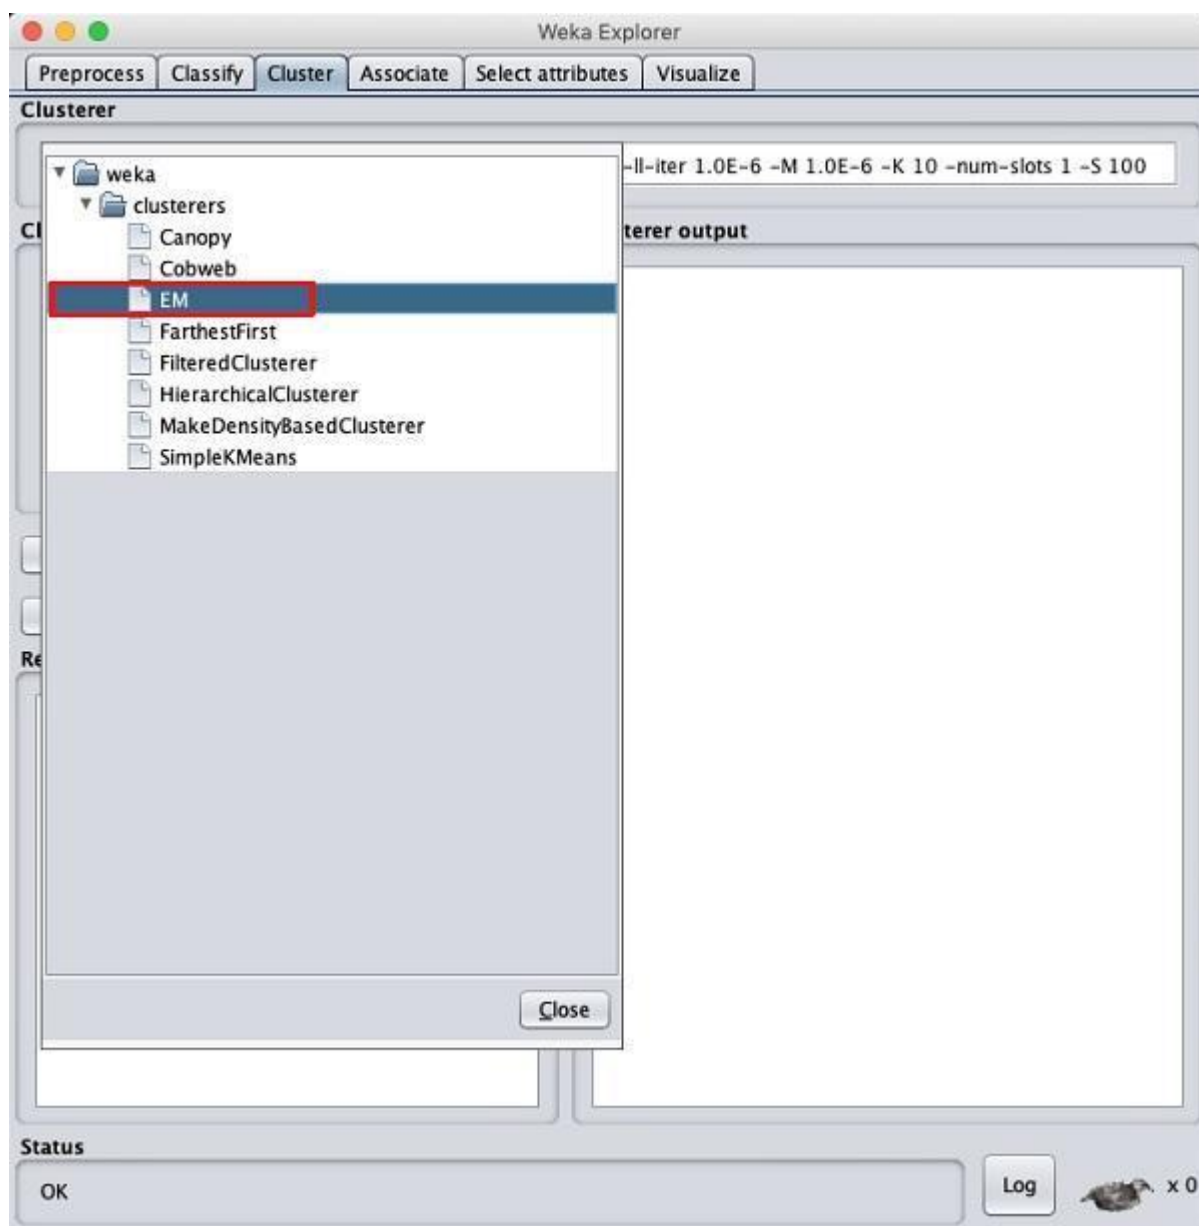 Weka Explorer
Preprocess Classify Cluster Associate Select attributes Visualize
Clusterer
-ll-iter 1.0E-6 -M 1.0E-6 -K 10 -num-slots 1 -S 100
weka
clusterers
Cl
terer output
Canopy
Cobweb
EM
FarthestFirst
FilteredClusterer
HierarchicalClusterer
MakeDensityBasedClusterer
SimpleKMeans
Re
Close
Status
OK
Log
x 0